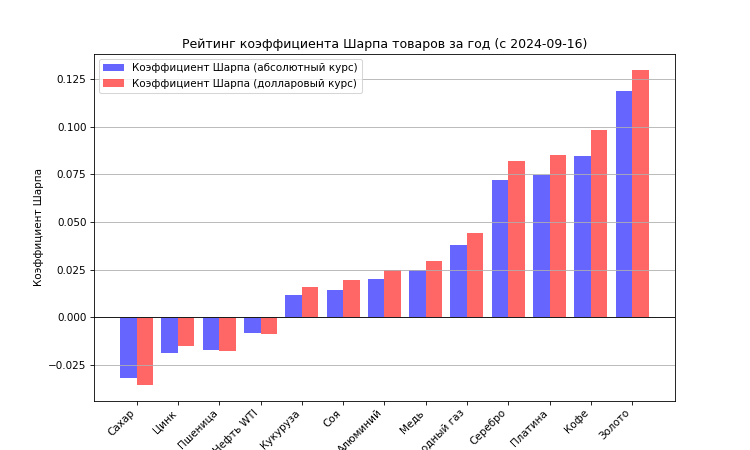 Рейтинг коэффициента Шарпа товаров за год (с 2024-09-16)
Коэффициент Шарпа (абсолютный курс)
Коэффициент Шарпа (долларовый курс)
Коэффициент Шарпа
0.125
0.100
0.075
0.050
0.025
0.000
−0.025
Сахар
Цинк
Пшеница
Нефть WTI
Кукуруза
Соя
Алюминий
Медь
одный газ
Серебро
Платина
Кофе
Золото